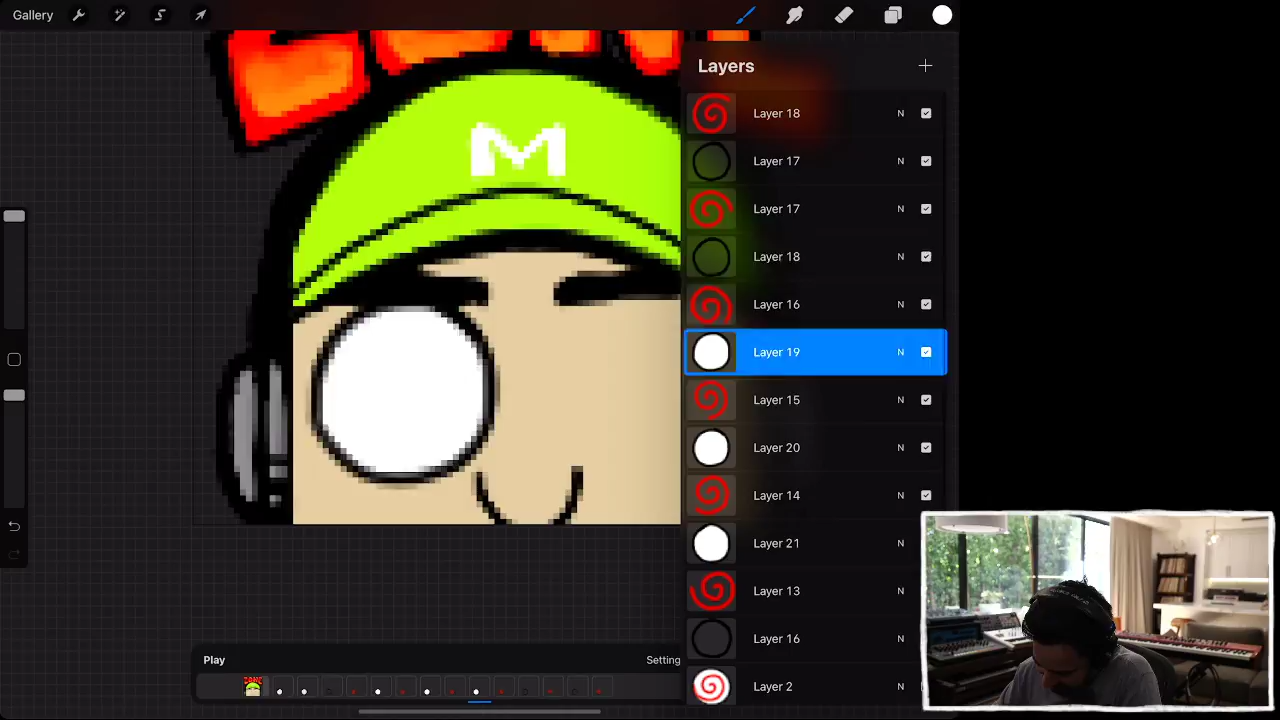 Gallery
M
Layers
Layer 18 N
Layer 17 N
Layer 17 N
Layer 18 N
Layer 16 N
Layer 19 N
Layer 15 N
Layer 20 N
Layer 14 N
Layer 21 N
Layer 13 N
Layer 16 N
Layer 2 N
Play
Setting